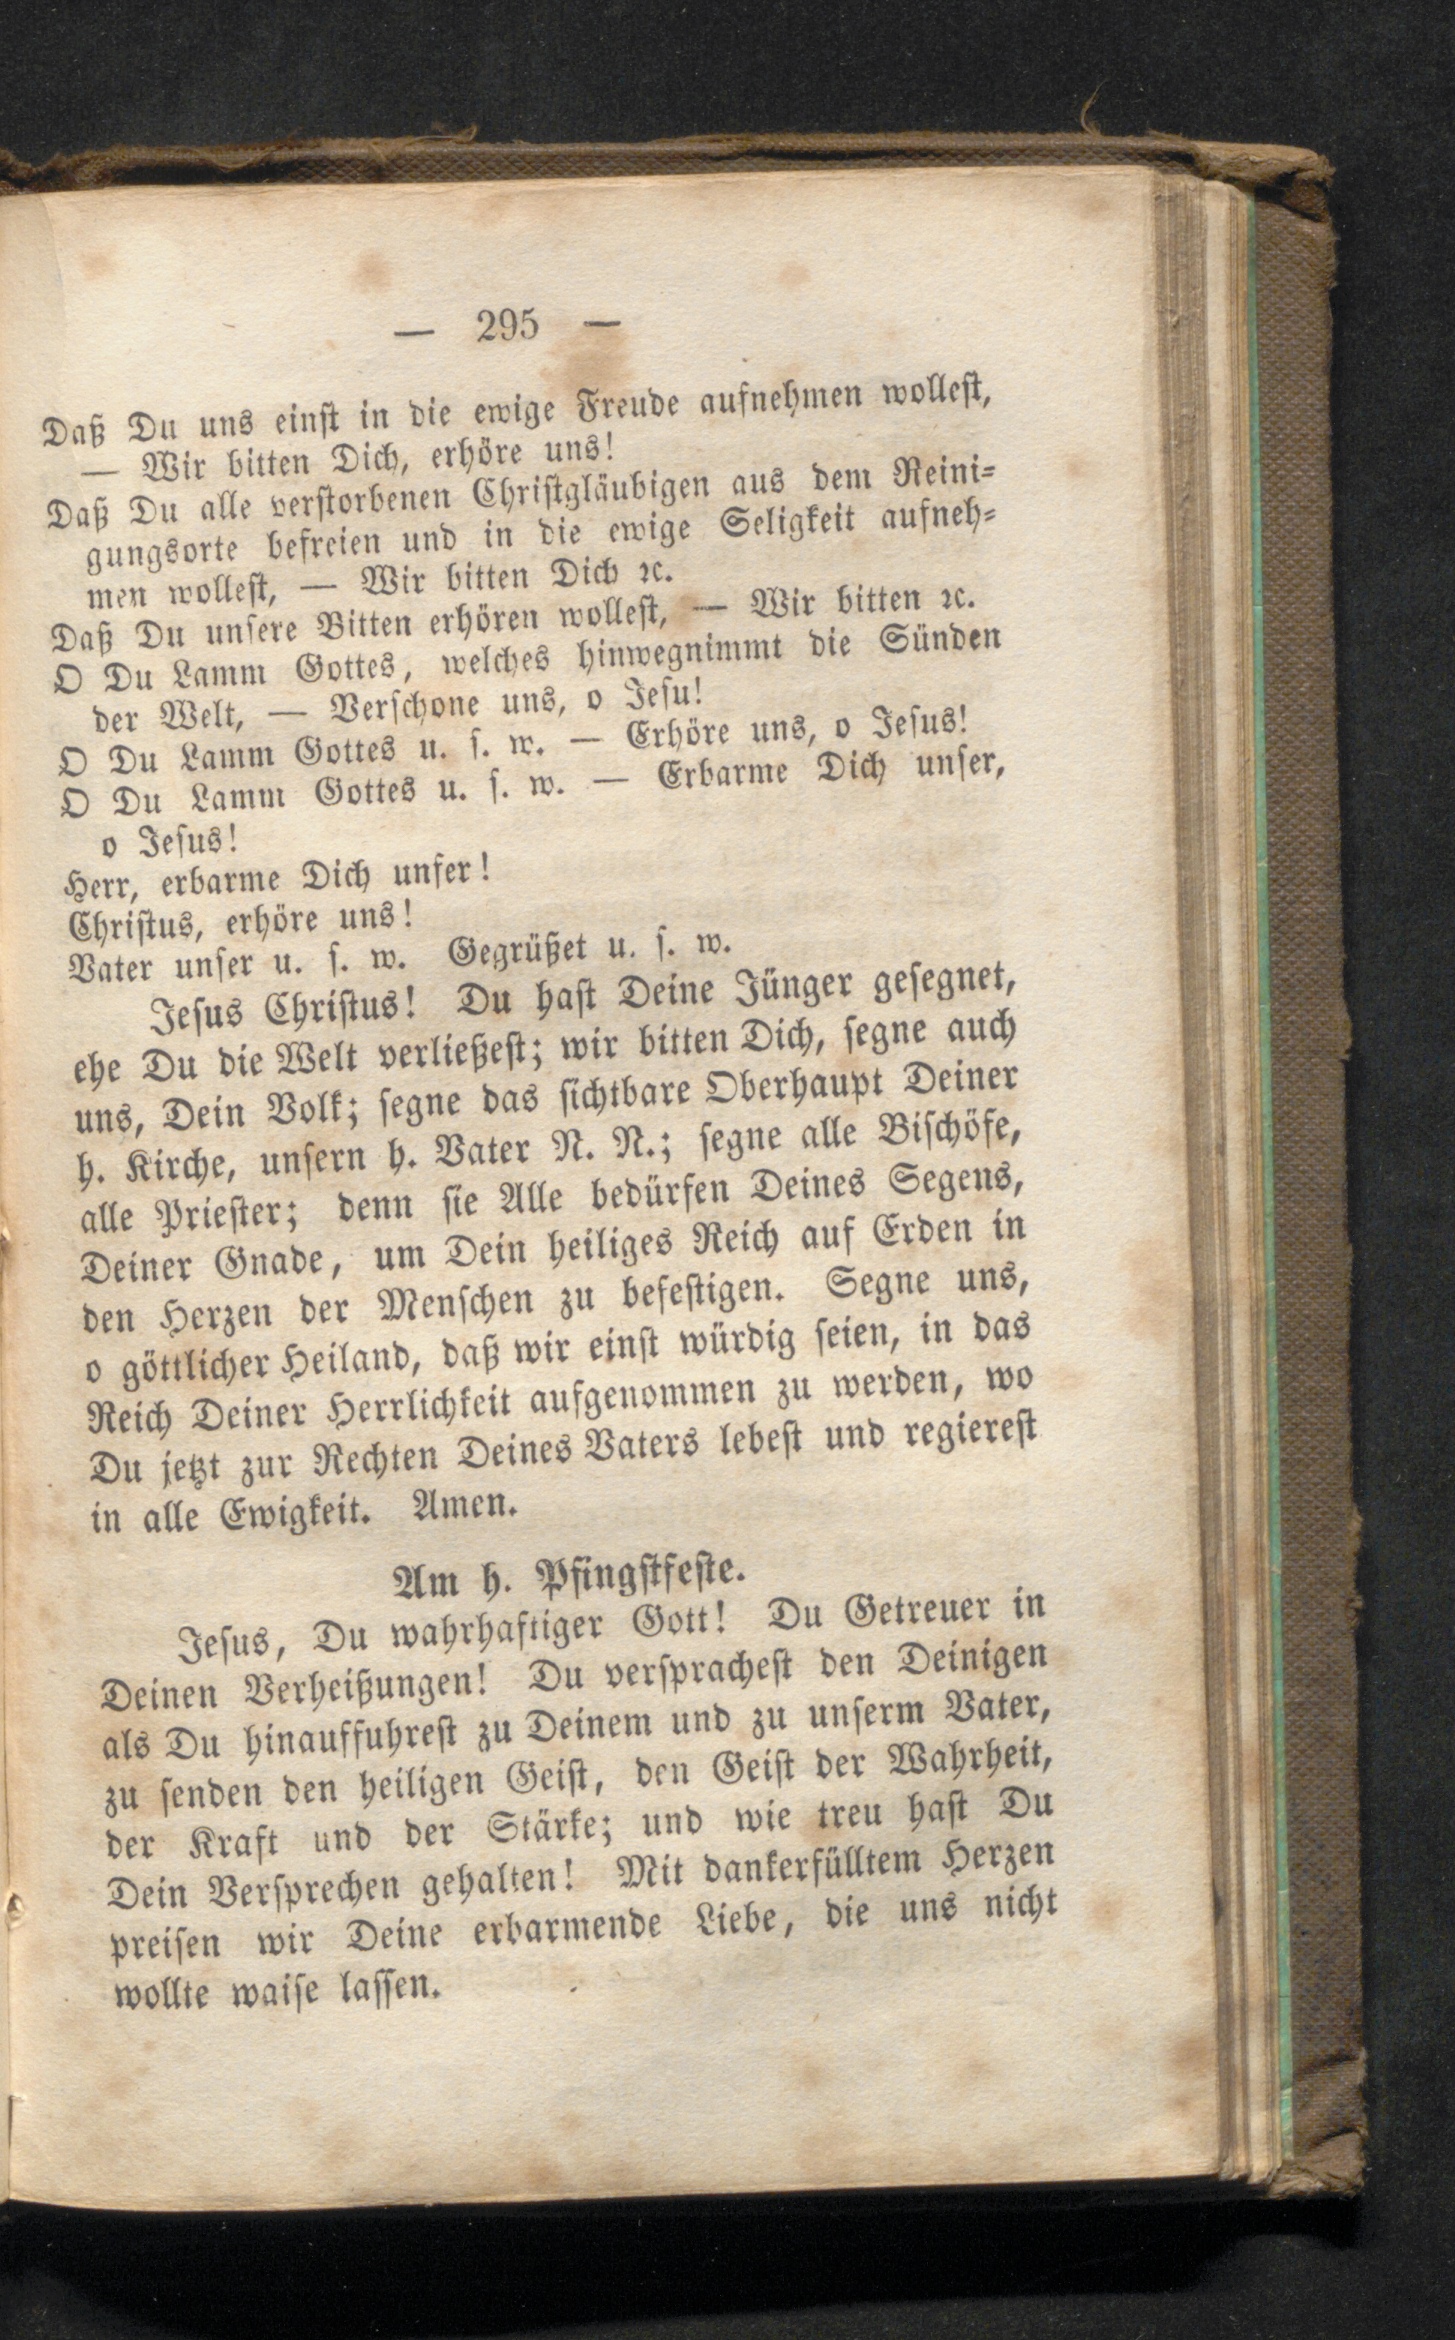 — 295 —
Daß Du uns einst in die ewige Freude aufnehmen wollest,
— Wir bitten Dich, erhöre uns!
Daß Du alle verstorbenen Christgläubigen aus dem Reini-
gungsorte befreien und in die ewige Seligkeit aufneh-
men wollest, — Wir bitten Dich ꝛc.
Daß Du unsere Bitten erhören wollest, — Wir bitten ꝛc.
O Du Lamm Gottes, welches hinwegnimmt die Sünden
der Welt, — Verschone uns, o Jesu!
O Du Lamm Gottes u. s. w. — Erhöre uns, o Jesus!
O Du Lamm Gottes u. s. w. — Erbarme Dich unser,
o Jesus!
Herr, erbarme Dich unser!
Christus, erhöre uns!
Vater unser u. s. w. Gegrüßet u. s. w.
Jesus Christus! Du hast Deine Jünger gesegnet,
ehe Du die Welt verließest; wir bitten Dich, segne auch
uns, Dein Volk; segne das sichtbare Oberhaupt Deiner
h. Kirche, unsern h. Vater N. N.; segne alle Bischöfe,
alle Priester; denn sie Alle bedürfen Deines Segens,
Deiner Gnade, um Dein heiliges Reich auf Erden in
den Herzen der Menschen zu befestigen. Segne uns,
o göttlicher Heiland, daß wir einst würdig seien, in das
Reich Deiner Herrlichkeit aufgenommen zu werden, wo
Du jetzt zur Rechten Deines Vaters lebest und regierest
in alle Ewigkeit. Amen.
Am h. Pfingstfeste.
Jesus, Du wahrhaftiger Gott! Du Getreuer in
Deinen Verheißungen! Du versprachest den Deinigen
als Du hinauffuhrest zu Deinem und zu unserm Vater,
zu senden den heiligen Geist, den Geist der Wahrheit,
der Kraft und der Stärke; und wie treu hast Du
Dein Versprechen gehalten! Mit dankerfülltem Herzen
preisen wir Deine erbarmende Liebe, die uns nicht
wollte waise lassen.